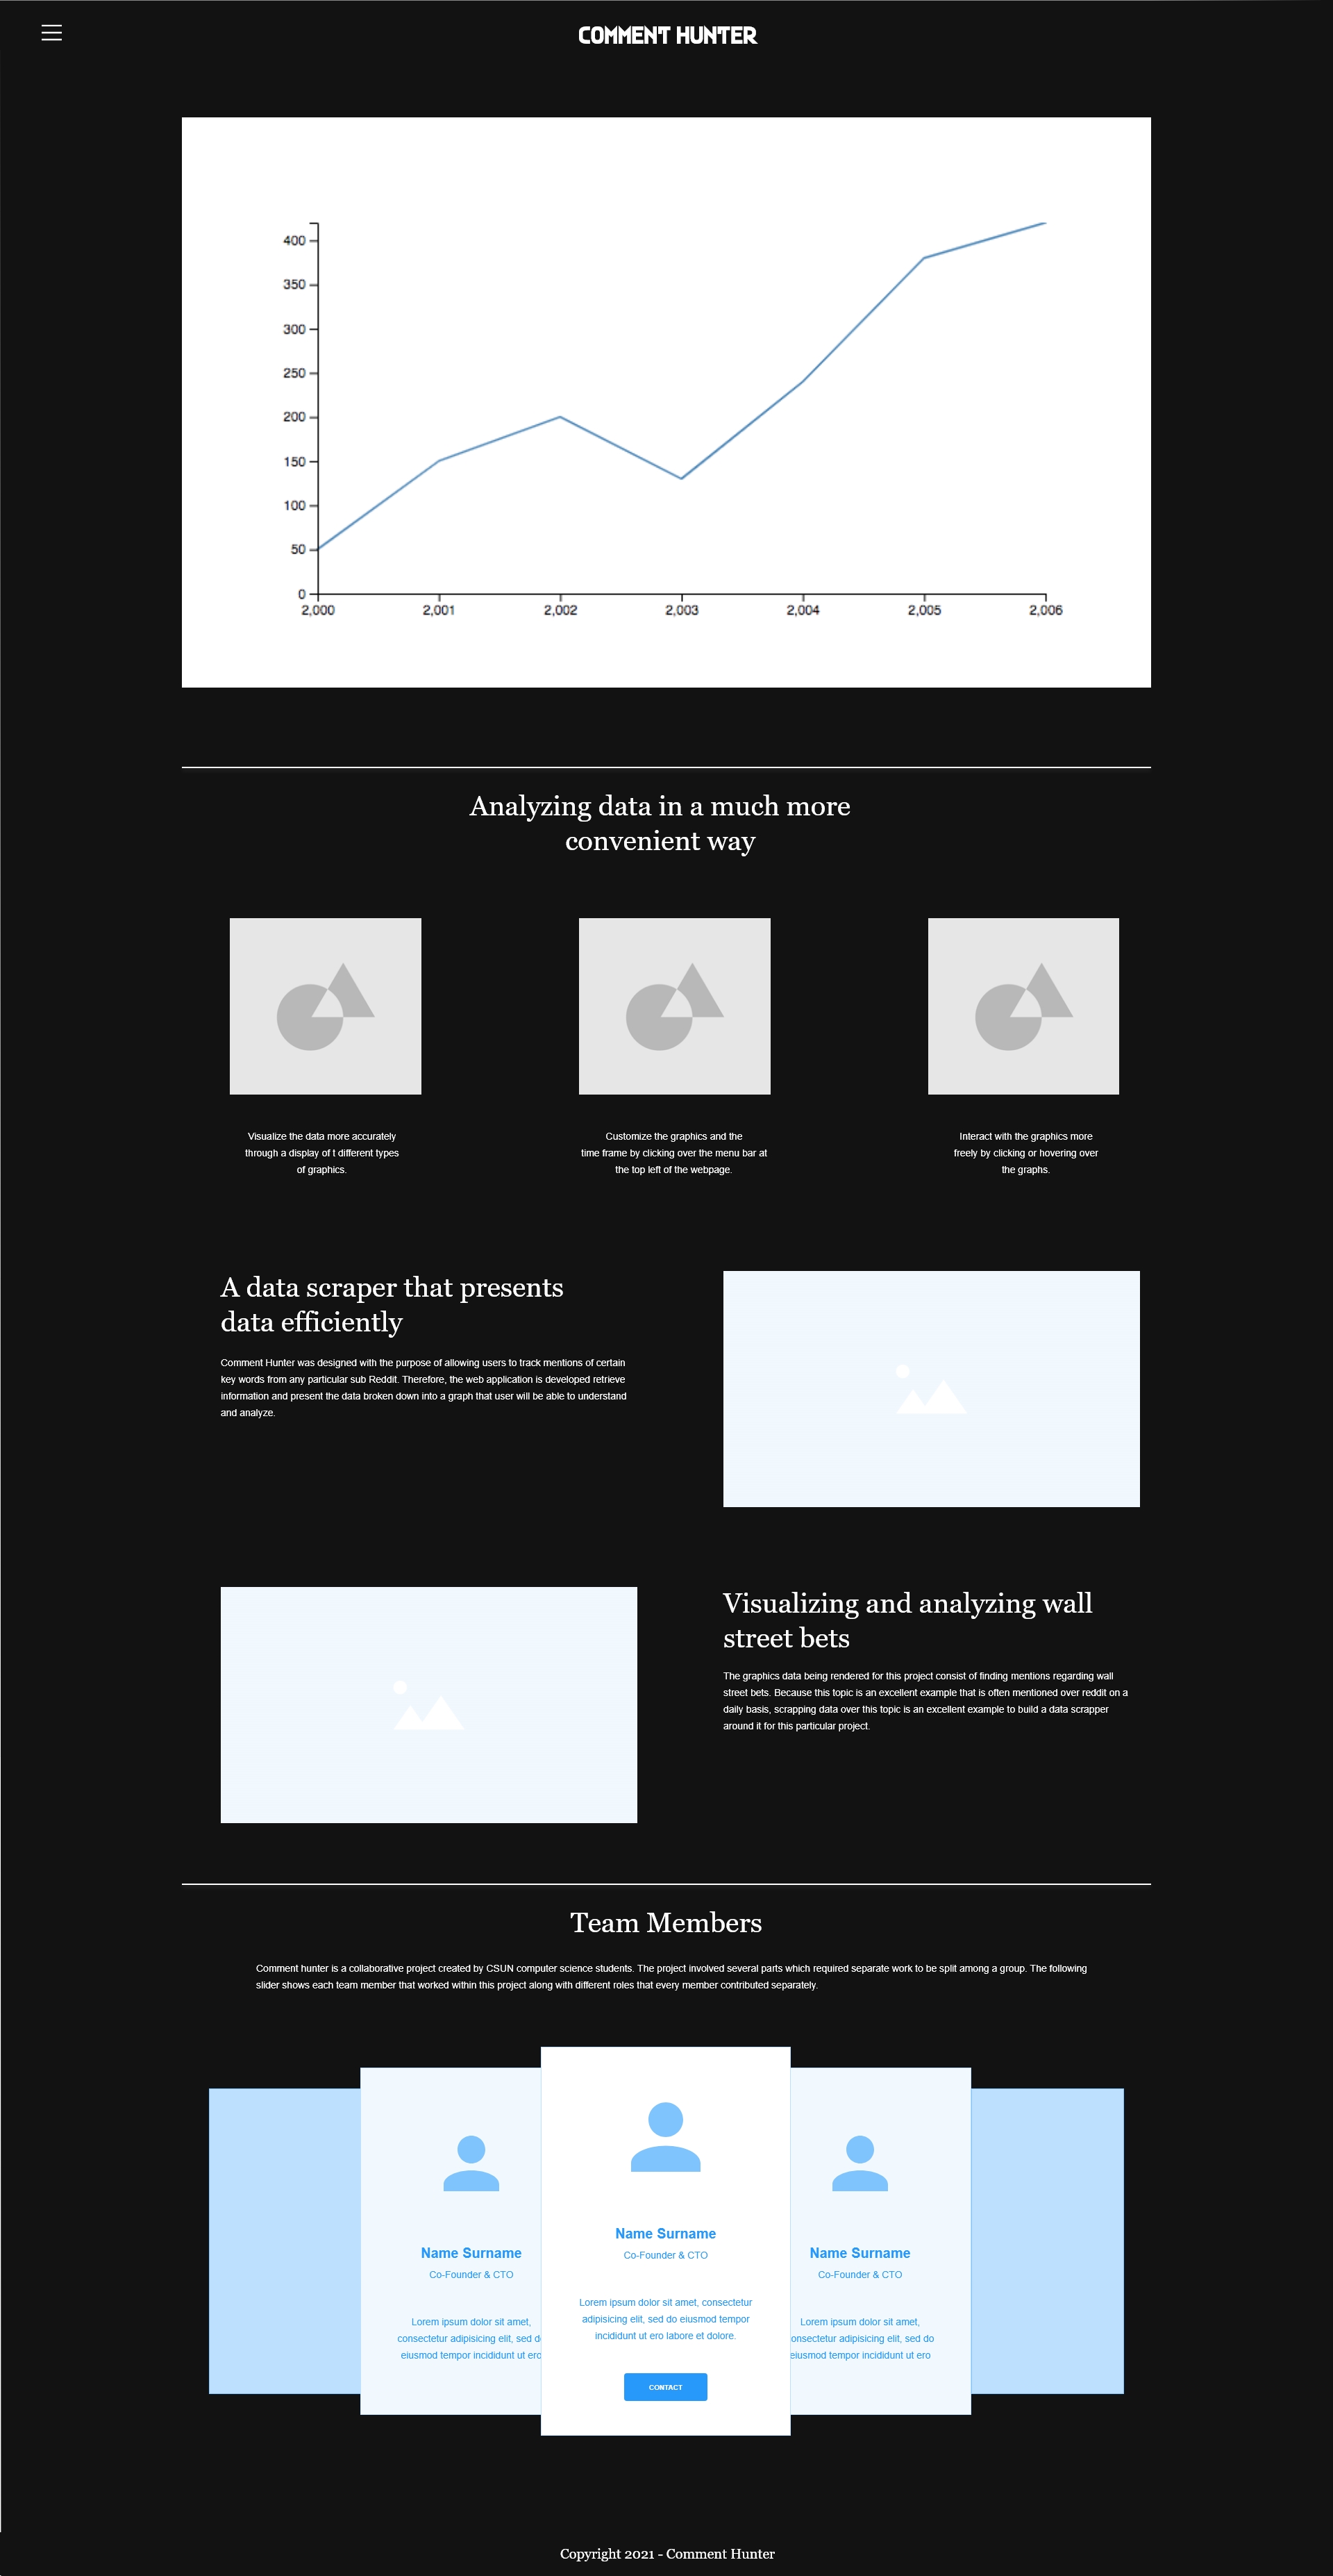 COMMENT HUNTER
400
350
300
250
200
150
100
50
0
2,000 2,001 2,002 2,003 2,004 2,005 2,006
Analyzing data in a much more
convenient way
Visualize the data more accurately
through a display of t different types
of graphics.
Customize the graphics and the
time frame by clicking over the menu bar at
the top left of the webpage.
Interact with the graphics more
freely by clicking or hovering over
the graphs.
A data scraper that presents
data efficiently
Comment Hunter was designed with the purpose of allowing users to track mentions of certain
key words from any particular sub Reddit. Therefore, the web application is developed retrieve
information and present the data broken down into a graph that user will be able to understand
and analyze.
Visualizing and analyzing wall
street bets
The graphics data being rendered for this project consist of finding mentions regarding wall
street bets. Because this topic is an excellent example that is often mentioned over reddit on a
daily basis, scrapping data over this topic is an excellent example to build a data scrapper
around it for this particular project.
Team Members
Comment hunter is a collaborative project created by CSUN computer science students. The project involved several parts which required separate work to be split among a group. The following
slider shows each team member that worked within this project along with different roles that every member contributed separately.
Name Surname
Co-Founder & CTO
Lorem ipsum dolor sit amet,
consectetur adipisicing elit, sed d
eiusmod tempor incididunt ut erc
Name Surname
Co-Founder & CTO
Lorem ipsum dolor sit amet, consectetur
adipisicing elit, sed do eiusmod tempor
incididunt ut ero labore et dolore.
CONTACT
Name Surname
Co-Founder & CTO
Lorem ipsum dolor sit amet,
onsectetur adipisicing elit, sed do
eiusmod tempor incididunt ut ero
Copyright 2021 - Comment Hunter